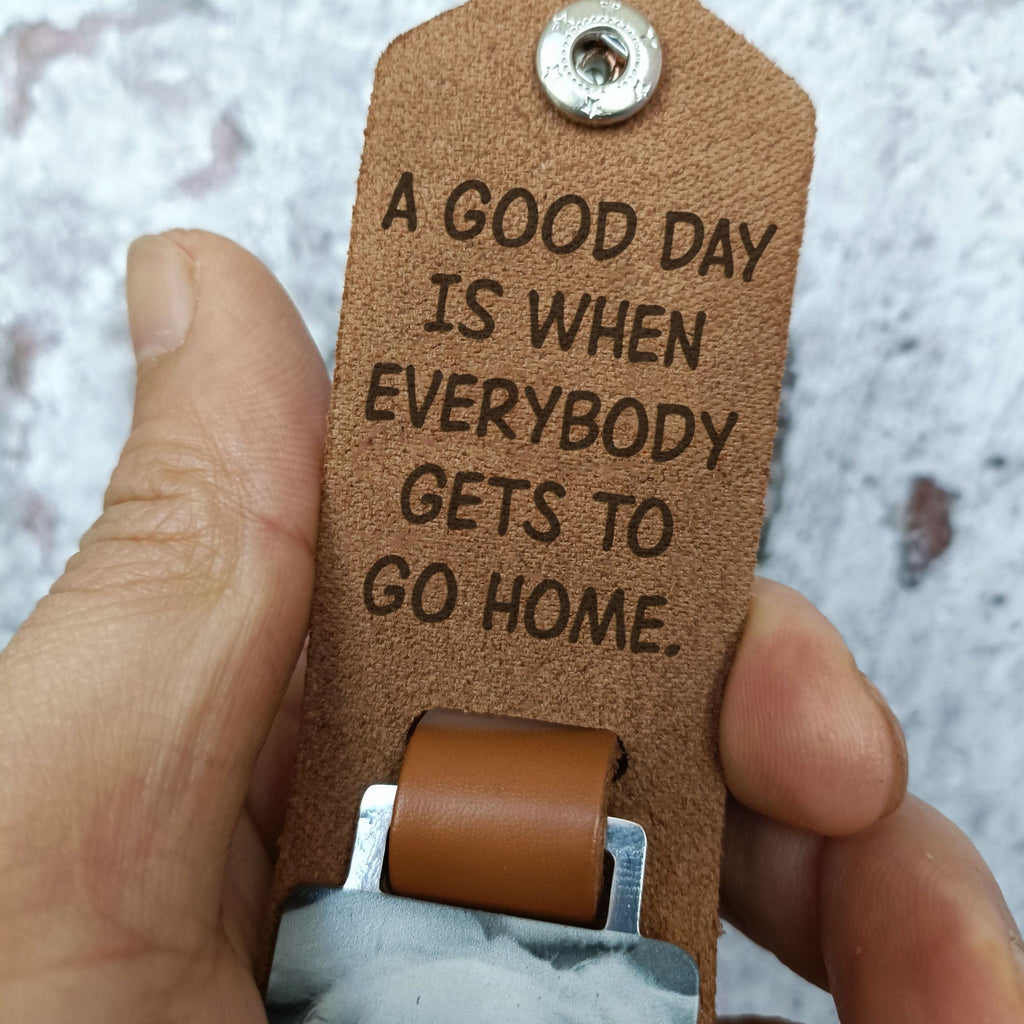 A GOOD DAY
IS WHEN
EVERYBODY
GETS TO
GO HOME.